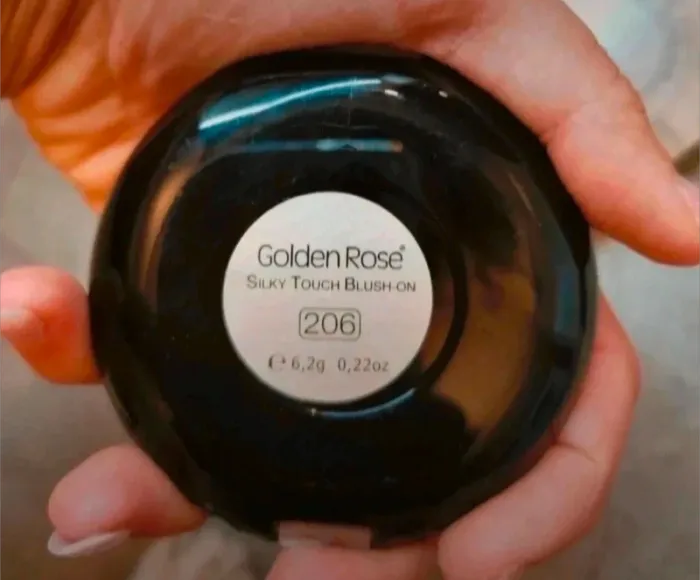 Golden Rose®
Silky Touch Blush-on
206
℮ 6,2g 0,22oz